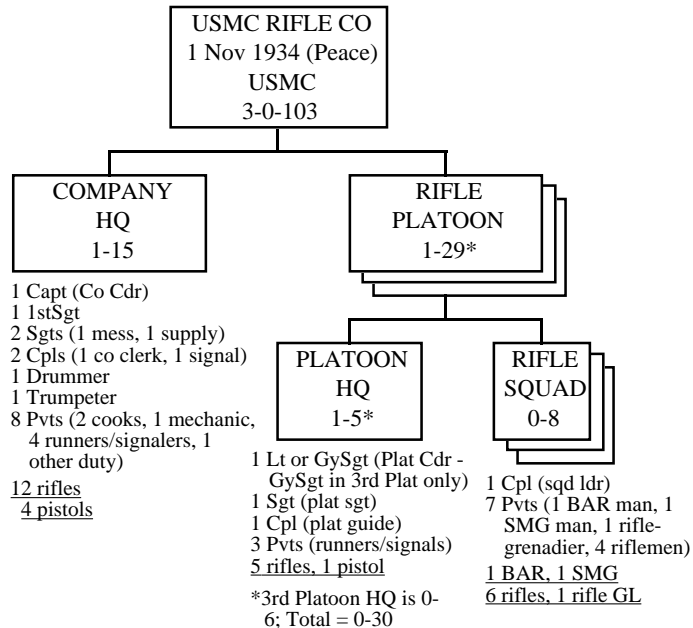 USMC RIFLE CO
1 Nov 1934 (Peace)
USMC
3-0-103
COMPANY
HQ
1-15
RIFLE
PLATOON
1-29*
1 Capt (Co Cdr)
1 1stSgt
2 Sgts (1 mess, 1 supply)
2 Cpls (1 co clerk, 1 signal)
1 Drummer
1 Trumpeter
8 Pvts (2 cooks, 1 mechanic,
4 runners/signalers, 1
other duty)
12 rifles
4 pistols
PLATOON
HQ
1-5*
RIFLE
SQUAD
0-8
1 Lt or GySgt (Plat Cdr -
GySgt in 3rd Plat only)
1 Sgt (plat sgt)
1 Cpl (plat guide)
3 Pvts (runners/signals)
5 rifles, 1 pistol
*3rd Platoon HQ is 0-
6; Total = 0-30
1 Cpl (sqd ldr)
7 Pvts (1 BAR man, 1
SMG man, 1 rifle-
grenadier, 4 riflemen)
1 BAR, 1 SMG
6 rifles, 1 rifle GL